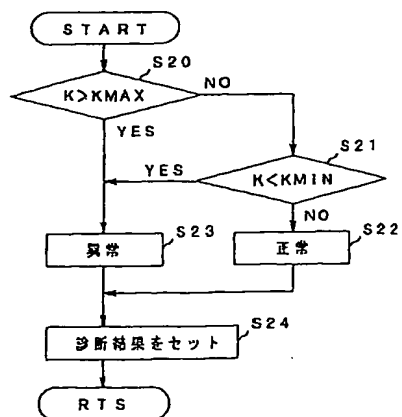 START
S20
K>KMAX
NO
YES
S21
YES
K<KMIN
NO
S23
S22
異常
正常
S24
診断結果をセット
RTS